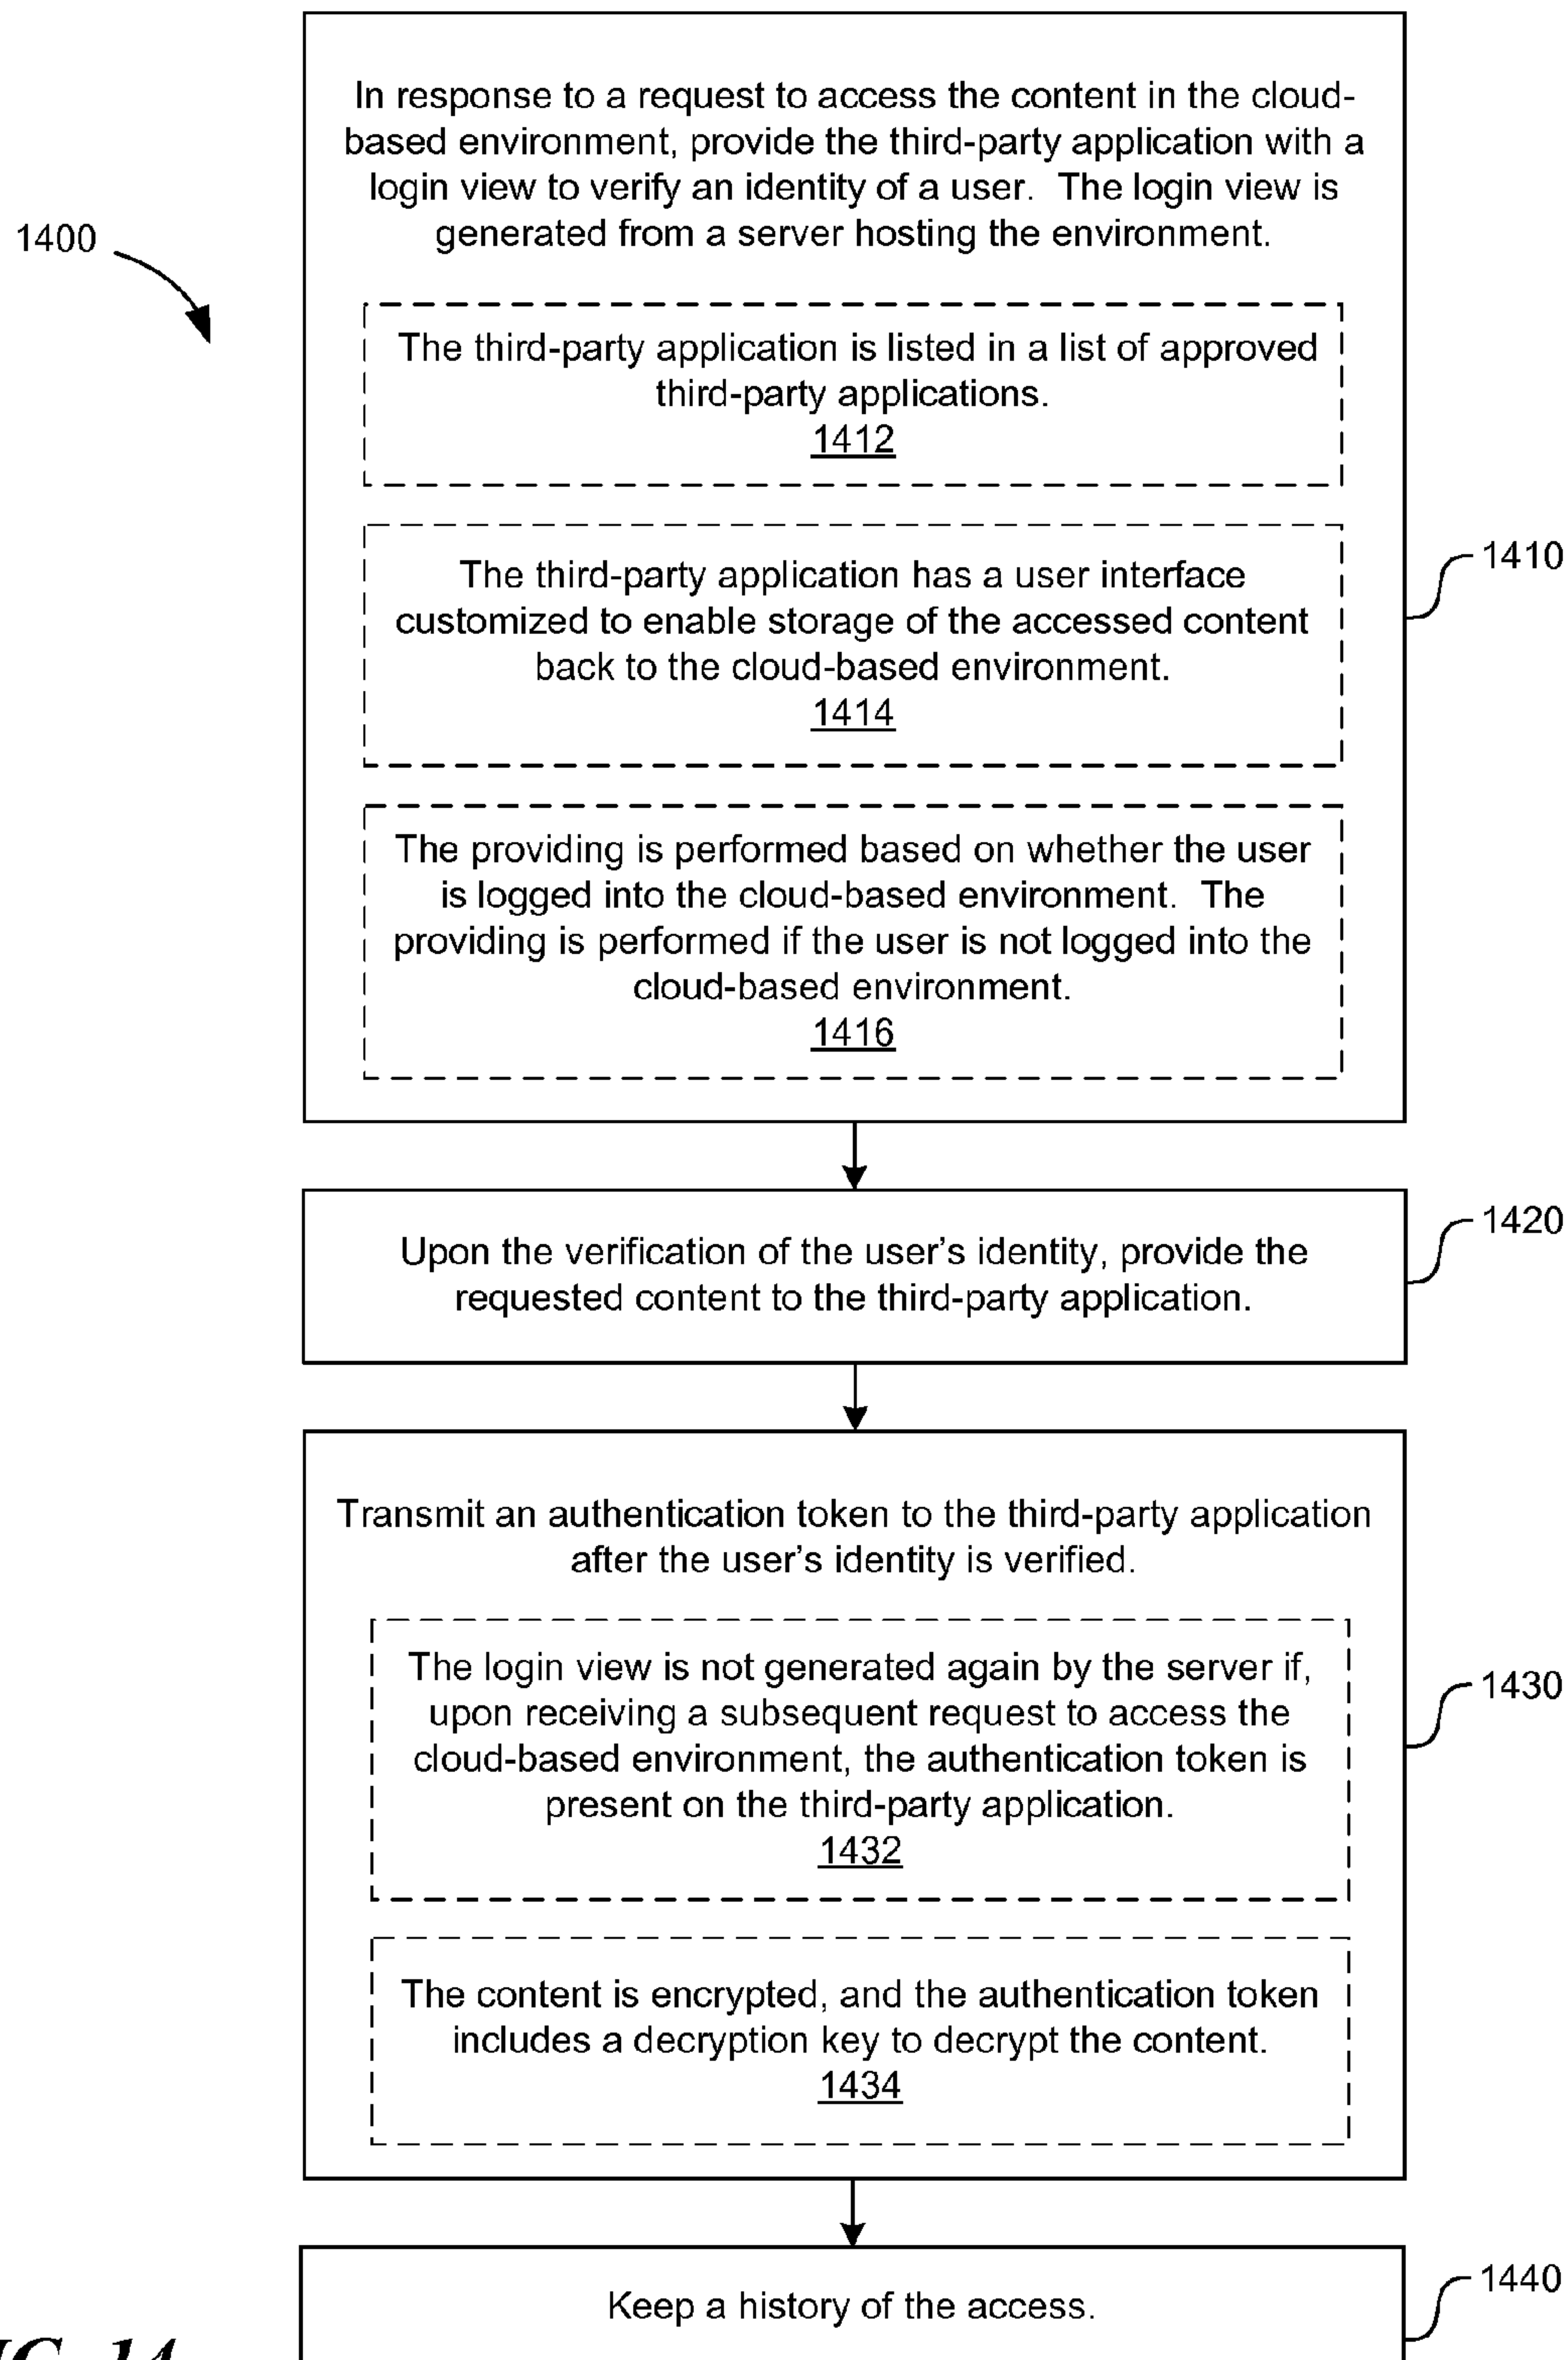 In response to a request to access the content in the cloud-
based environment, provide the third-party application with a
login view to verify an identity of a user. The login view is
generated from a server hosting the environment.
1400
The third-party application is listed in a list of approved
third-party applications.
1412
1410
The third-party application has a user interface
customized to enable storage of the accessed content
back to the cloud-based environment.
1414
The providing is performed based on whether the user
is logged into the cloud-based environment. The
providing is performed if the user is not logged into the
cloud-based environment.
1416
1420
Upon the verification of the user's identity, provide the
requested content to the third-party application.
Transmit an authentication token to the third-party application
after the user's identity is verified.
1430
The login view is not generated again by the server if,
upon receiving a subsequent request to access the
cloud-based environment, the authentication token is
present on the third-party application.
1432
The content is encrypted, and the authentication token
includes a decryption key to decrypt the content.
1434
1440
Keep a history of the access.